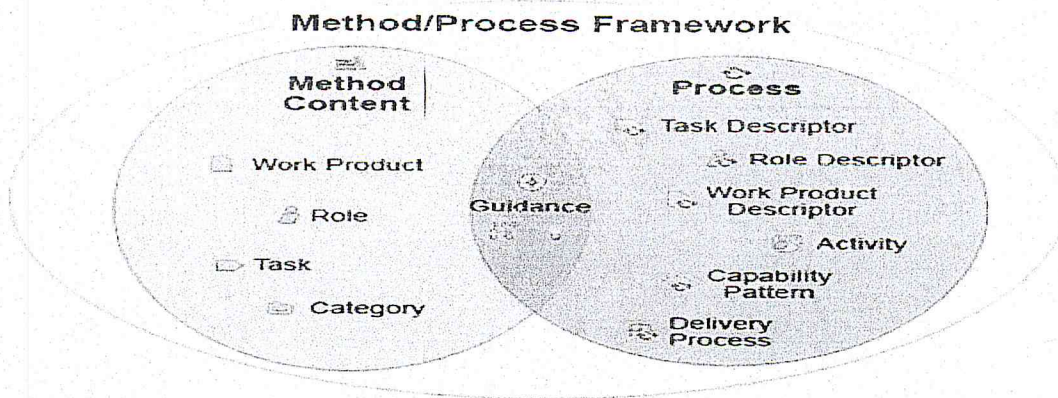 Method/Process Framework
Method
Content
Work Product
Role
Task
Category
Guidance
Process
Task Descriptor
Role Descriptor
Work Product
Descriptor
Activity
Capability
Pattern
Delivery
Process